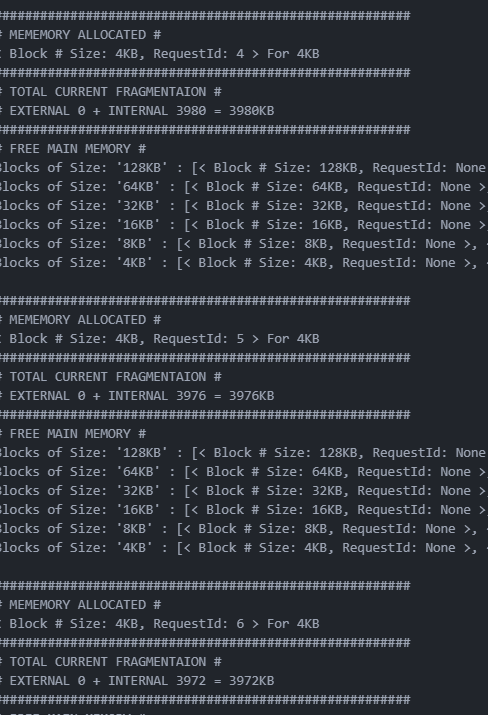 ######################################################
# MEMEMORY ALLOCATED #
< Block # Size: 4KB, RequestId: 4 > For 4KB
######################################################
# TOTAL CURRENT FRAGMENTAION #
# EXTERNAL 0 + INTERNAL 3980 = 3980KB
######################################################
# FREE MAIN MEMORY #
Blocks of Size: '128KB' : [< Block # Size: 128KB, RequestId: None
Blocks of Size: '64KB' : [< Block # Size: 64KB, RequestId: None >,
Blocks of Size: '32KB' : [< Block # Size: 32KB, RequestId: None >,
Blocks of Size: '16KB' : [< Block # Size: 16KB, RequestId: None >,
Blocks of Size: '8KB' : [< Block # Size: 8KB, RequestId: None >, <
Blocks of Size: '4KB' : [< Block # Size: 4KB, RequestId: None >, <
######################################################
# MEMEMORY ALLOCATED #
< Block # Size: 4KB, RequestId: 5 > For 4KB
######################################################
# TOTAL CURRENT FRAGMENTAION #
# EXTERNAL 0 + INTERNAL 3976 = 3976KB
######################################################
# FREE MAIN MEMORY #
Blocks of Size: '128KB' : [< Block # Size: 128KB, RequestId: None
Blocks of Size: '64KB' : [< Block # Size: 64KB, RequestId: None >,
Blocks of Size: '32KB' : [< Block # Size: 32KB, RequestId: None >,
Blocks of Size: '16KB' : [< Block # Size: 16KB, RequestId: None >,
Blocks of Size: '8KB' : [< Block # Size: 8KB, RequestId: None >, <
Blocks of Size: '4KB' : [< Block # Size: 4KB, RequestId: None >, <
######################################################
# MEMEMORY ALLOCATED #
< Block # Size: 4KB, RequestId: 6 > For 4KB
######################################################
# TOTAL CURRENT FRAGMENTAION #
# EXTERNAL 0 + INTERNAL 3972 = 3972KB
######################################################